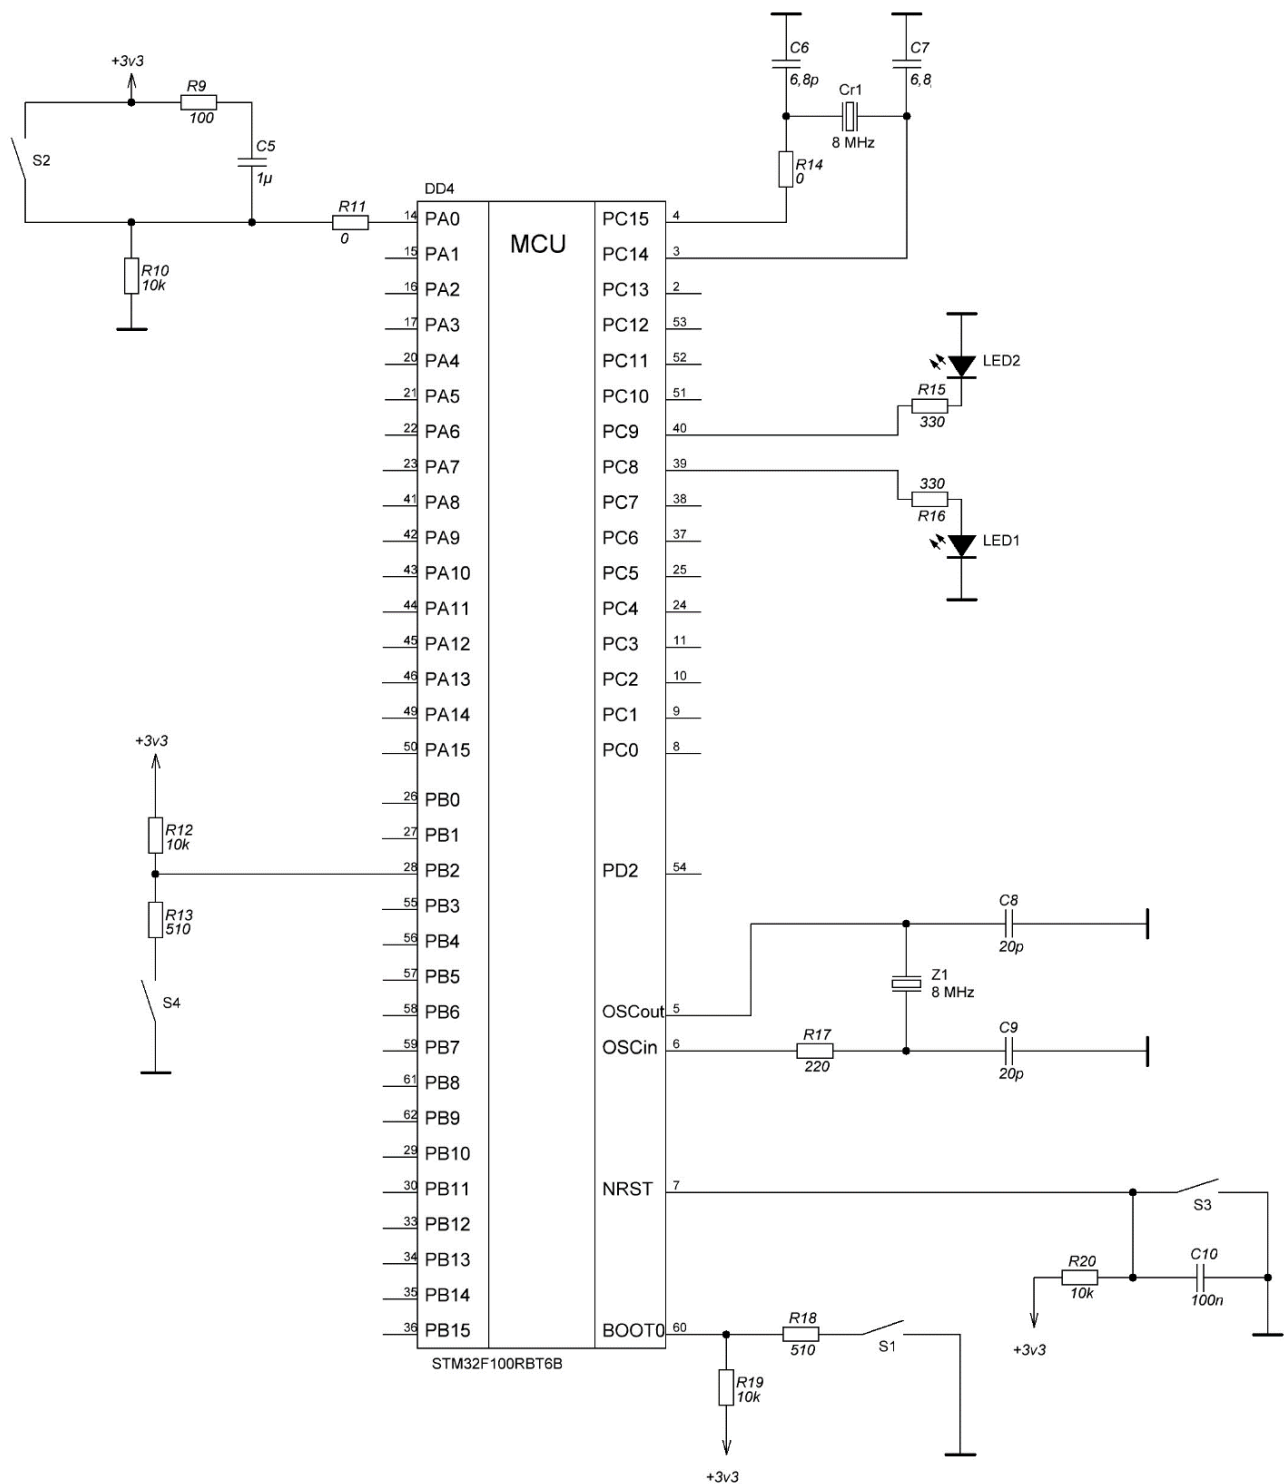 C6
6,8p
C7
6,8
Cr1
8 MHz
+3v3
R9
100
S2
C5
1µ
R14
0
DD4
R11
0
R10
10k
MCU
14 PA0
15 PA1
16 PA2
17 PA3
20 PA4
21 PA5
22 PA6
23 PA7
41 PA8
42 PA9
43 PA10
44 PA11
45 PA12
46 PA13
49 PA14
50 PA15
26 PB0
27 PB1
28 PB2
55 PB3
56 PB4
57 PB5
58 PB6
59 PB7
61 PB8
62 PB9
29 PB10
30 PB11
33 PB12
34 PB13
35 PB14
36 PB15
PC15 4
PC14 3
PC13 2
PC12 53
PC11 52
PC10 51
PC9 40
PC8 39
PC7 38
PC6 37
PC5 25
PC4 24
PC3 11
PC2 10
PC1 9
PC0 8
PD2 54
OSCout 5
OSCin 6
NRST 7
BOOT0 60
STM32F100RBT6B
LED2
R15
330
330
R16
LED1
+3v3
R12
10k
R13
510
S4
C8
20p
Z1
8 MHz
R17
220
C9
20p
S3
R20
10k
C10
100n
+3v3
R18
510
S1
R19
10k
+3v3